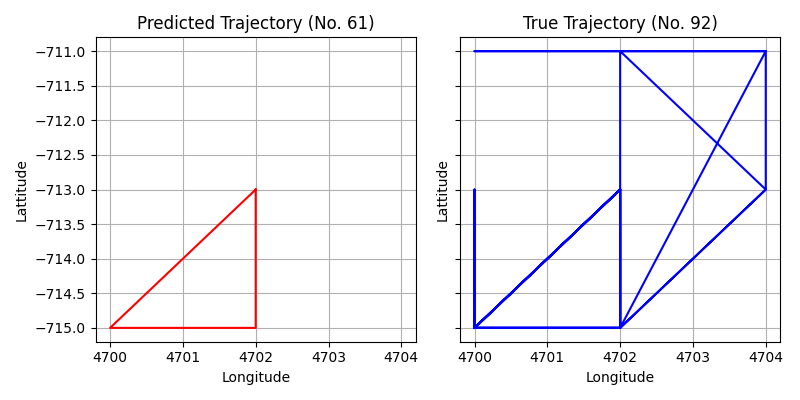 Predicted Trajectory (No. 61)
True Trajectory (No. 92)
Lattitude
−711.0
−711.5
−712.0
−712.5
−713.0
−713.5
−714.0
−714.5
−715.0
4700 4701 4702 4703 4704
Longitude
Lattitude
4700 4701 4702 4703 4704
Longitude